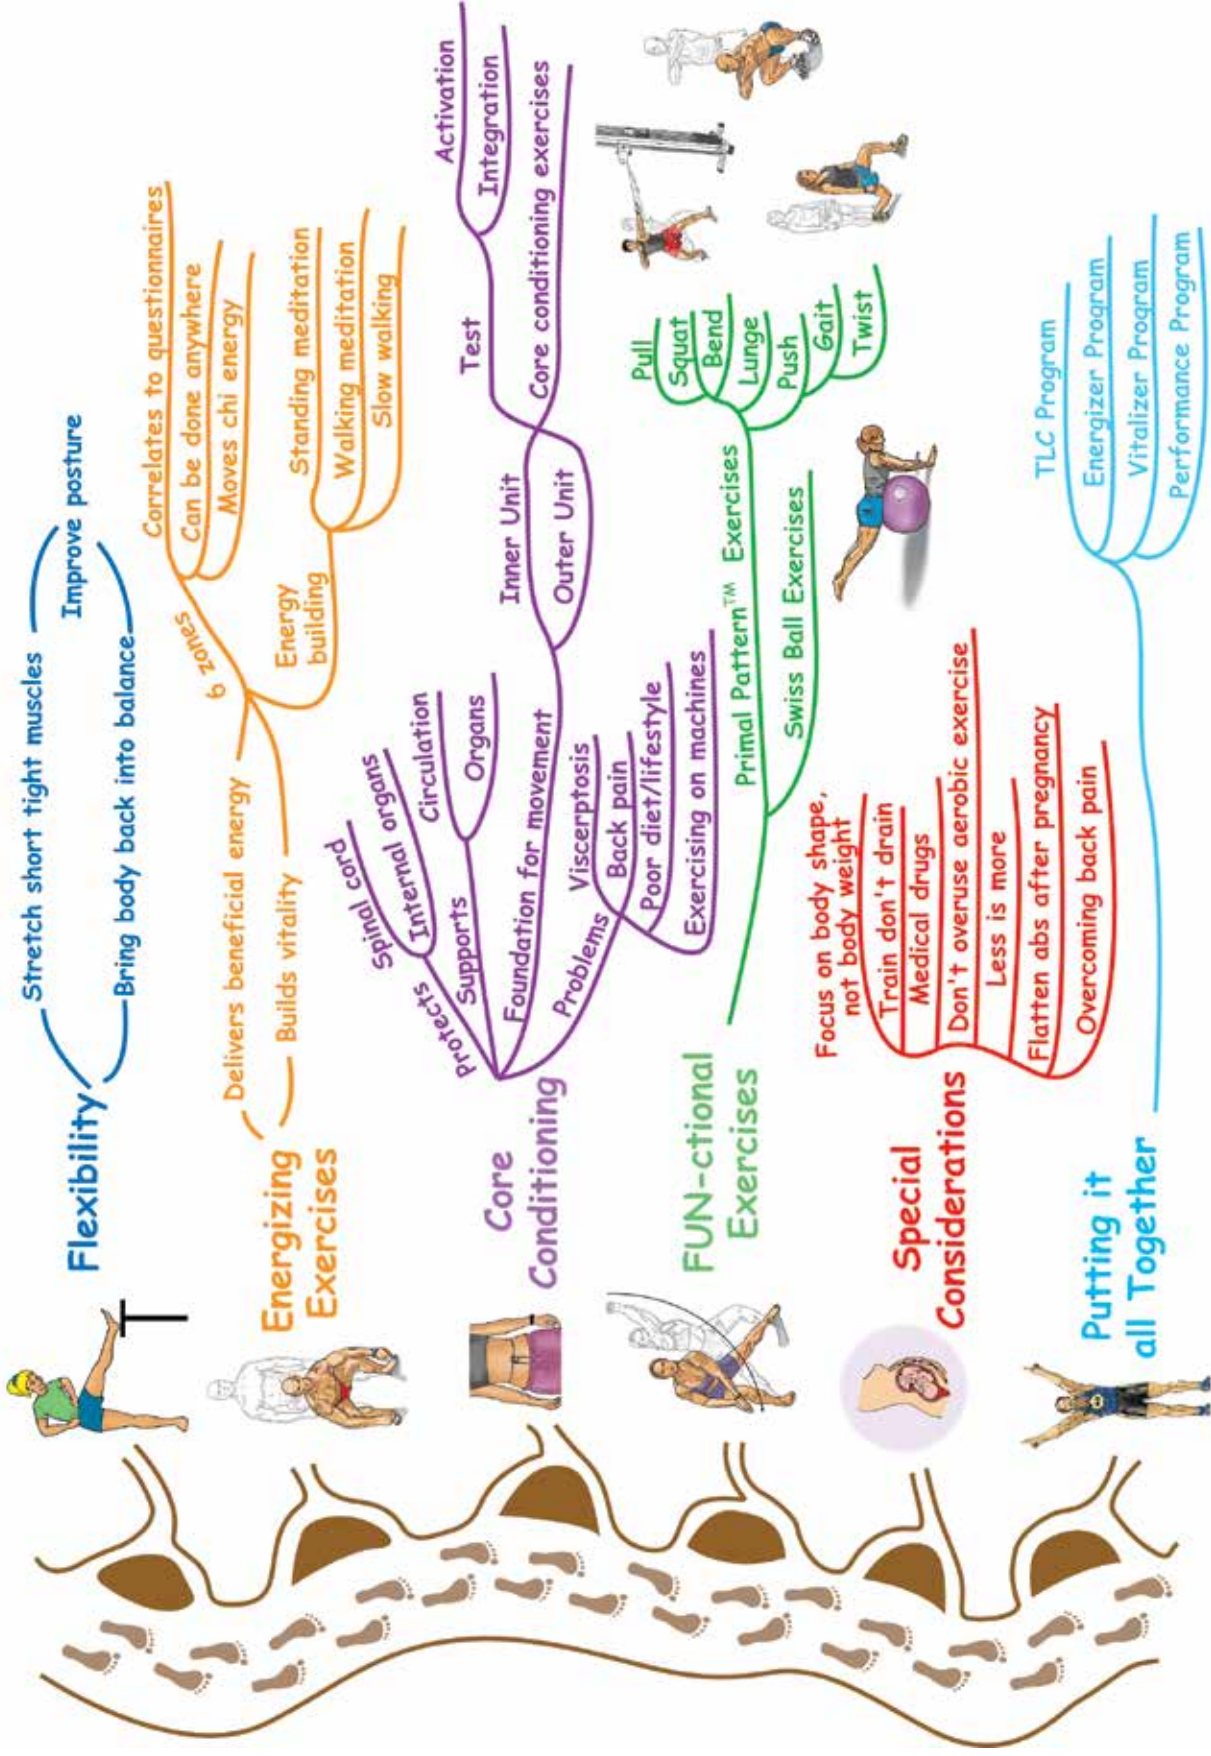 Flexibility
Stretch short tight muscles
Improve posture
Bring body back into balance
Energizing
Exercises
Delivers beneficial energy
Builds vitality
6 zones
Correlates to questionnaires
Can be done anywhere
Moves chi energy
Energy
building
Standing meditation
Walking meditation
Slow walking
Core
Conditioning
Protects
Spinal cord
Internal organs
Supports
Circulation
Organs
Foundation for movement
Inner Unit
Outer Unit
Test
Activation
Integration
Core conditioning exercises
Problems
Viscerptosis
Back pain
Poor diet/lifestyle
Exercising on machines
FUN-ctional
Exercises
Primal Pattern™ Exercises
Pull
Squat
Bend
Lunge
Push
Gait
Twist
Swiss Ball Exercises
Special
Considerations
Focus on body shape,
not body weight
Train don't drain
Medical drugs
Don't overuse aerobic exercise
Less is more
Flatten abs after pregnancy
Overcoming back pain
Putting it
all Together
TLC Program
Energizer Program
Vitalizer Program
Performance Program